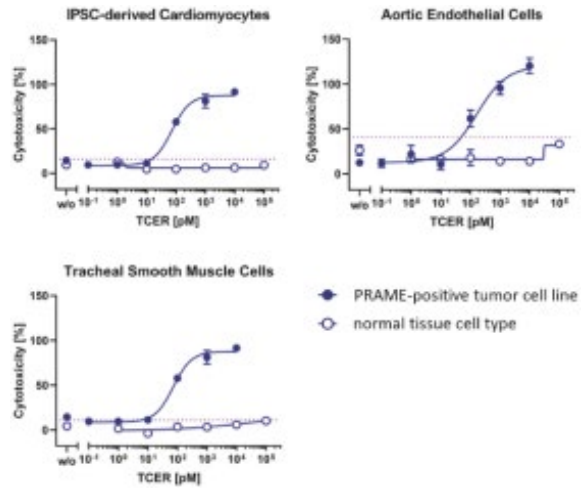 IPSC-derived Cardiomyocytes
Cytotoxicity [%]
150
100
50
0
w/o 10⁻¹ 10⁰ 10¹ 10² 10³ 10⁴ 10⁵
TCER [pM]
Aortic Endothelial Cells
Cytotoxicity [%]
150
100
50
0
w/o 10⁻¹ 10⁰ 10¹ 10² 10³ 10⁴ 10⁵
TCER [pM]
Tracheal Smooth Muscle Cells
Cytotoxicity [%]
150
100
50
0
w/o 10⁻¹ 10⁰ 10¹ 10² 10³ 10⁴ 10⁵
TCER [pM]
PRAME-positive tumor cell line
normal tissue cell type